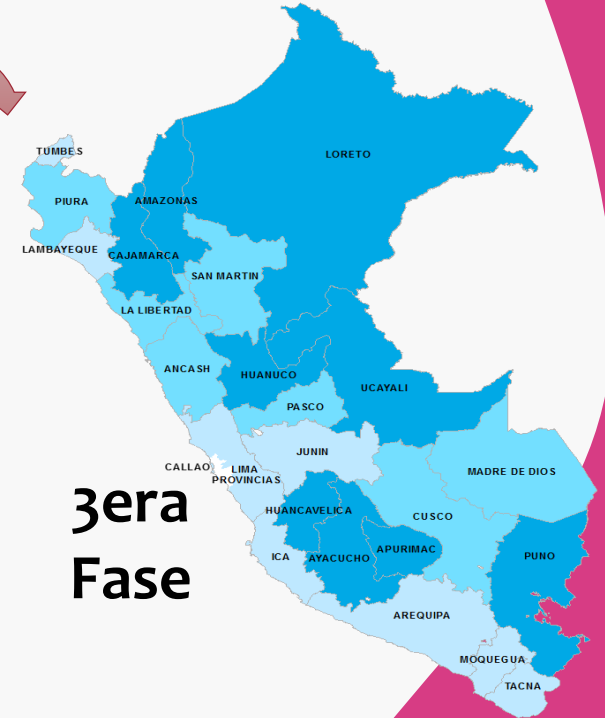 LORETO
TUMBES
PIURA
AMAZONAS
LAMBAYEQUE
CAJAMARCA
SAN MARTIN
LA LIBERTAD
ANCASH
HUANUCO
UCAYALI
PASCO
JUNIN
CALLAO
LIMA
PROVINCIAS
MADRE DE DIOS
HUANCAVELICA
CUSCO
ICA
AYACUCHO
APURIMAC
PUNO
AREQUIPA
MOQUEGUA
TACNA
3era
Fase